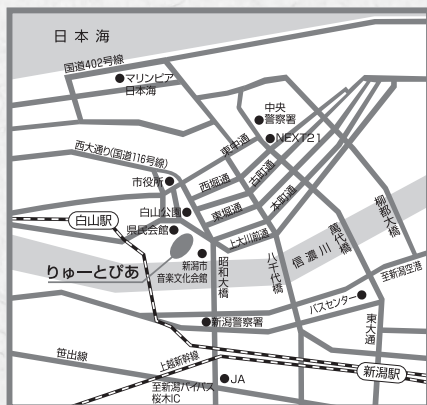 日本海
国道402号線
マリンピア
日本海
中央
警察署
NEXT21
西大通り(国道116号線)
東中通
市役所
西堀通
古町通
本町通
白山公園
東堀通
白山駅
県民会館
上大川前通
柳都大橋
萬代橋
りゅーとぴあ
新潟市
音楽文化会館
昭和大橋
八千代橋
信濃川
至新潟空港
バスセンター
新潟警察署
東大通
笹出線
上越新幹線
新潟駅
至新潟バイパス
桜木IC
JA